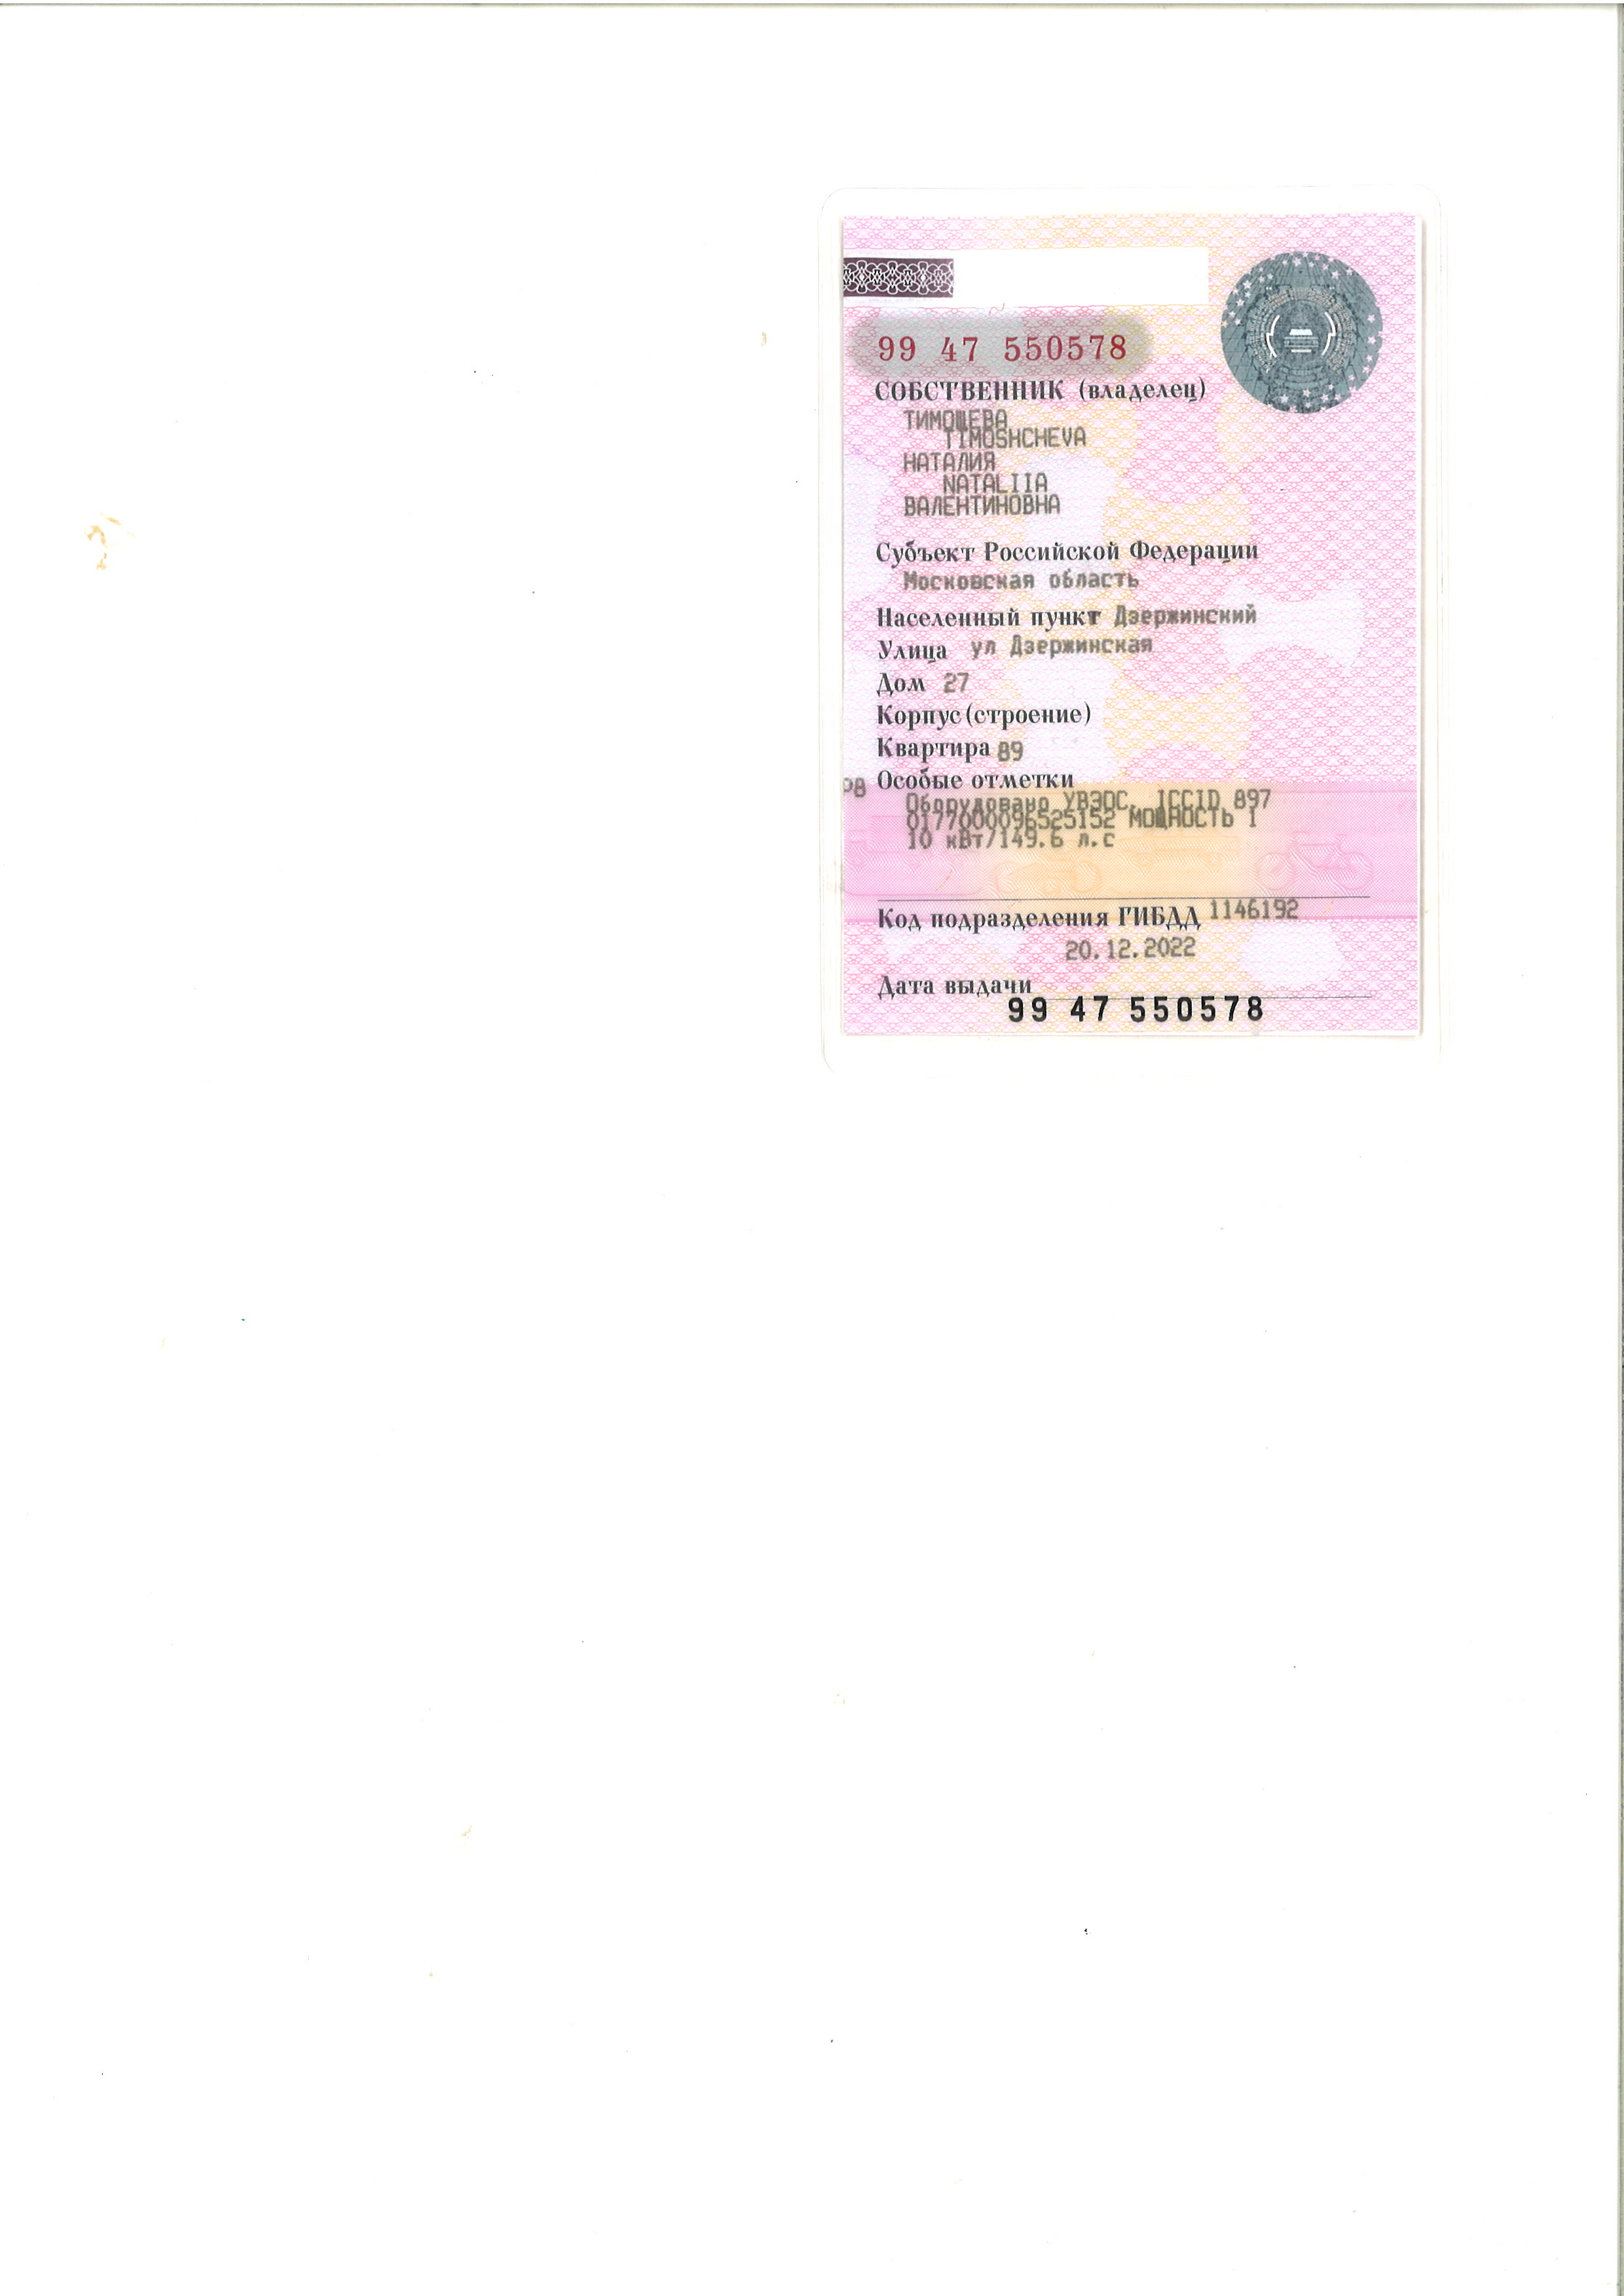 99 47 550578
СОБСТВЕННИК (владелец)
ТИМОЩЕВА
TIMOSHCHEVA
НАТАЛИЯ
NATALIIA
ВАЛЕНТИНОВНА
Субъект Российской Федерации
Московская область
Населенный пункт Дзержинский
Улица ул Дзержинская
Дом 27
Корпус (строение)
Квартира 89
Особые отметки
Оборудовано УВЭОС, ICCID 897
0177000096525152 МОЩНОСТЬ 1
10 кВт/149.6 л.с
Код подразделения ГИБДД 1146192
20.12.2022
Дата выдачи
99 47 550578